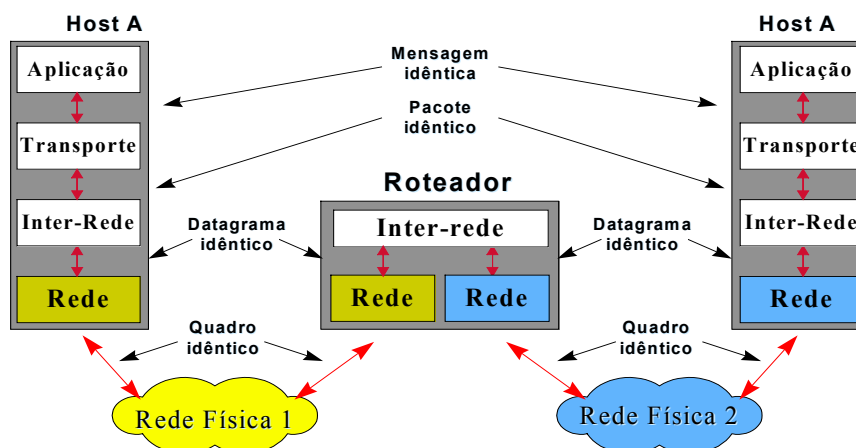 Host A
Host A
Aplicação
Mensagem
idêntica
Aplicação
Transporte
Pacote
idêntico
Transporte
Roteador
Inter-Rede
Datagrama
idêntico
Inter-rede
Datagrama
idêntico
Inter-Rede
Rede
Rede
Rede
Rede
Quadro
idêntico
Quadro
idêntico
Rede Física 1
Rede Física 2